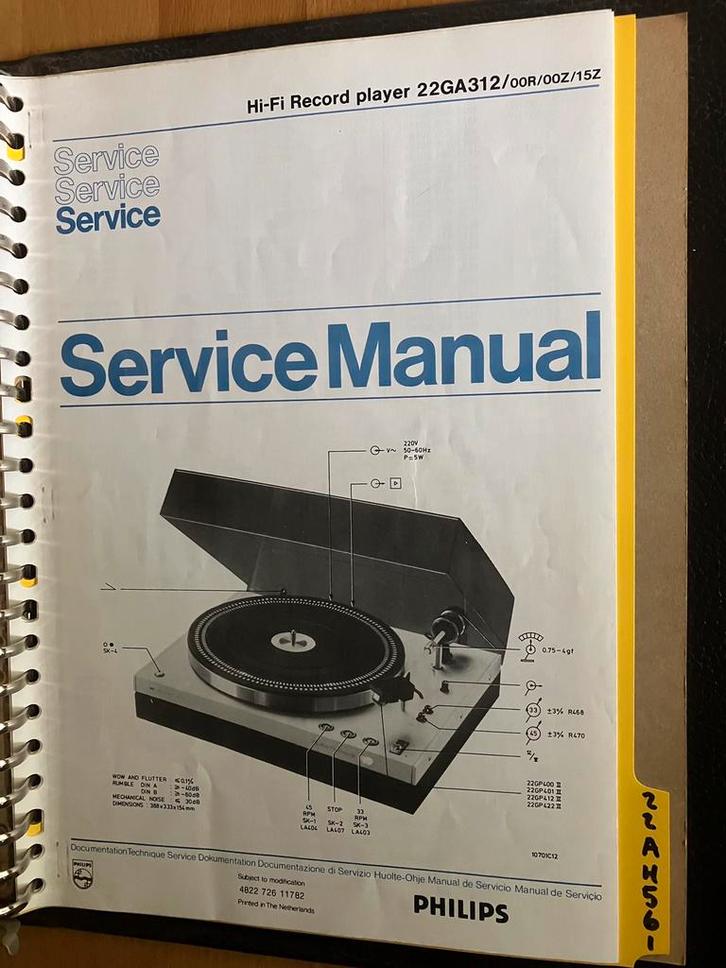 Hi-Fi Record player 22GA312/00R/00Z/15Z
Service
Service
Service
Service Manual
V~
220V
50-60Hz
P=5W
SK-4
0.75-4gf
33 ±3% R468
45 ±3% R470
22GP400 II
22GP401 II
22GP412 II
22GP422 II
WOW AND FLUTTER : ≤0.1%
RUMBLE DIN A : ≥-40dB
DIN B : ≥-60dB
MECHANICAL NOISE : ≤ 30dB
DIMENSIONS : 388x333x154mm
45 RPM SK-1 LA404
STOP SK-2 LA407
33 RPM SK-3 LA403
10701C12
Documentation Technique Service Dokumentation Documentazione di Servizio Huolte-Ohje Manual de Servicio Manual de Serviço
PHILIPS
Subject to modification
4822 726 11782
Printed in The Netherlands
PHILIPS
22AH561